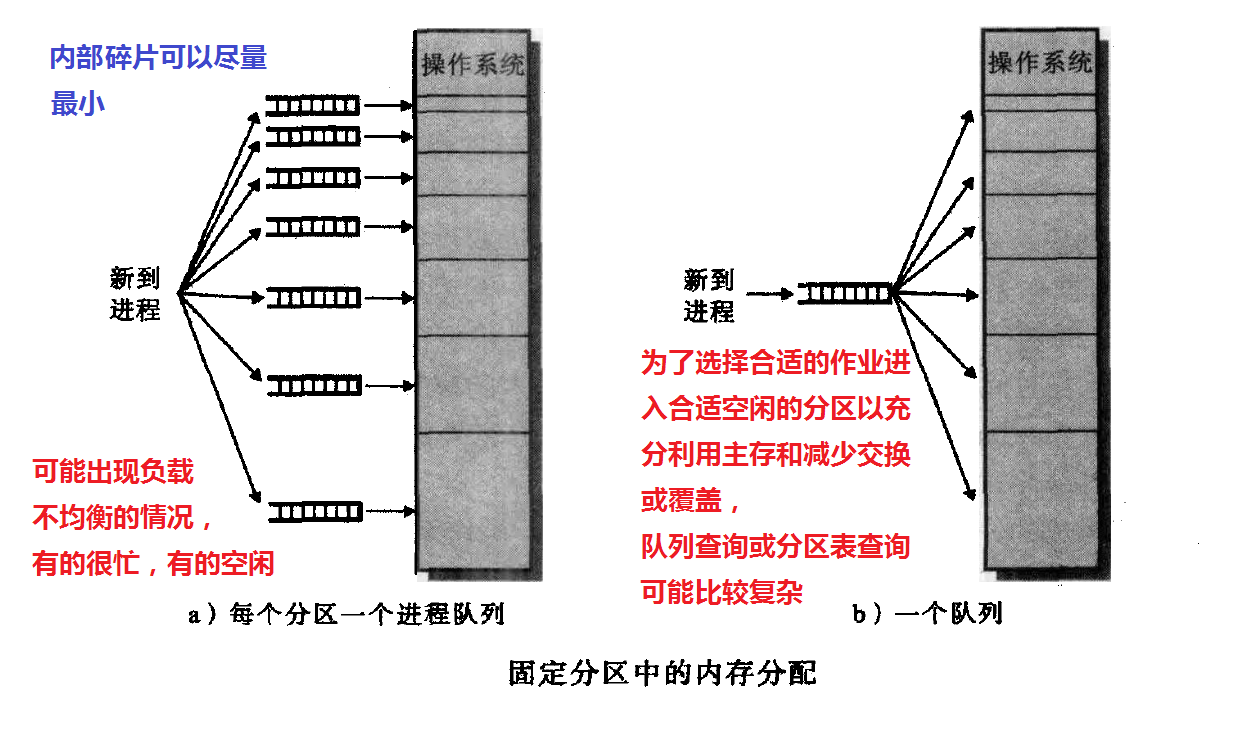 内部碎片可以尽量
最小
操作系统
新到
进程
可能出现负载
不均衡的情况，
有的很忙，有的空闲
a）每个分区一个进程队列
操作系统
新到
进程
为了选择合适的作业进
入合适空闲的分区以充
分利用主存和减少交换
或覆盖，
队列查询或分区表查询
可能比较复杂
b）一个队列
固定分区中的内存分配